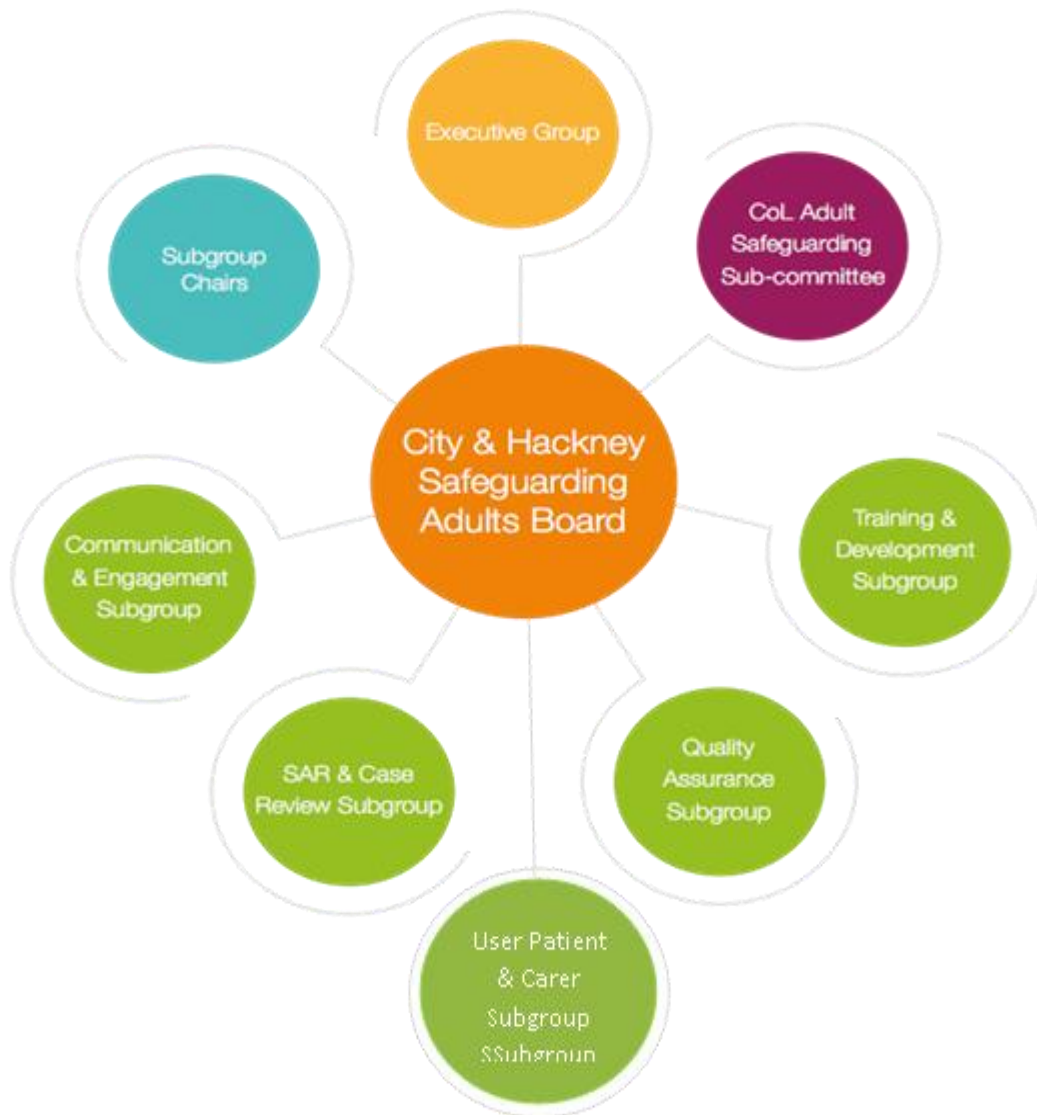 Executive Group
CoL Adult
Safeguarding
Sub-committee
Subgroup
Chairs
City & Hackney
Safeguarding
Adults Board
Training &
Development
Subgroup
Communication
& Engagement
Subgroup
Quality
Assurance
Subgroup
SAR & Case
Review Subgroup
User Patient
& Carer
Subgroup
SSubgroup